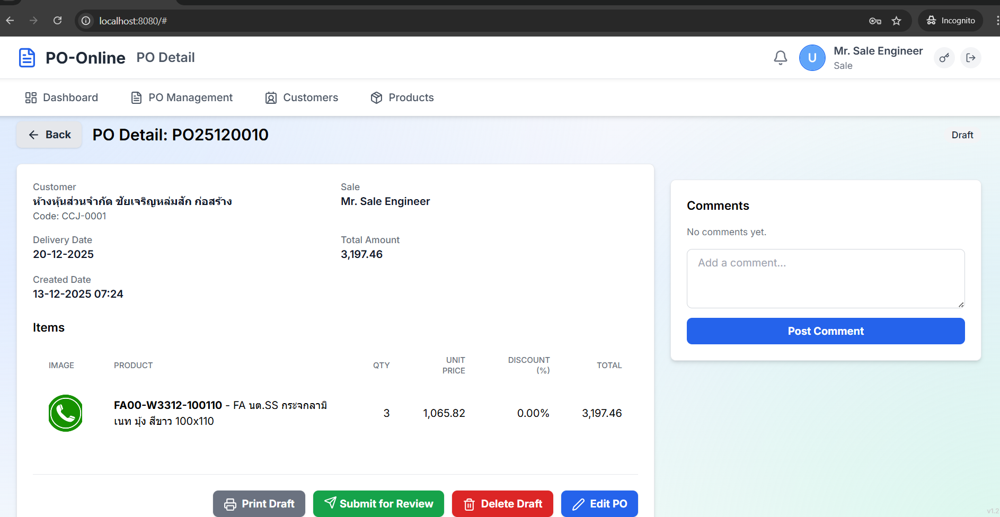 localhost:8080/#
Incognito
PO-Online PO Detail
U
Mr. Sale Engineer
Sale
Dashboard PO Management Customers Products
Back
PO Detail: PO25120010
Draft
Customer
ห้างหุ้นส่วนจำกัด ชัยเจริญหล่มสัก ก่อสร้าง
Code: CCJ-0001
Sale
Mr. Sale Engineer
Delivery Date
20-12-2025
Total Amount
3,197.46
Created Date
13-12-2025 07:24
Items
IMAGE PRODUCT QTY UNIT PRICE DISCOUNT (%) TOTAL
FA00-W3312-100110 - FA นต.SS กระจกลามิ
เนท มุ้ง สีขาว 100x110
3 1,065.82 0.00% 3,197.46
Print Draft Submit for Review Delete Draft Edit PO
Comments
No comments yet.
Add a comment...
Post Comment
v1.2